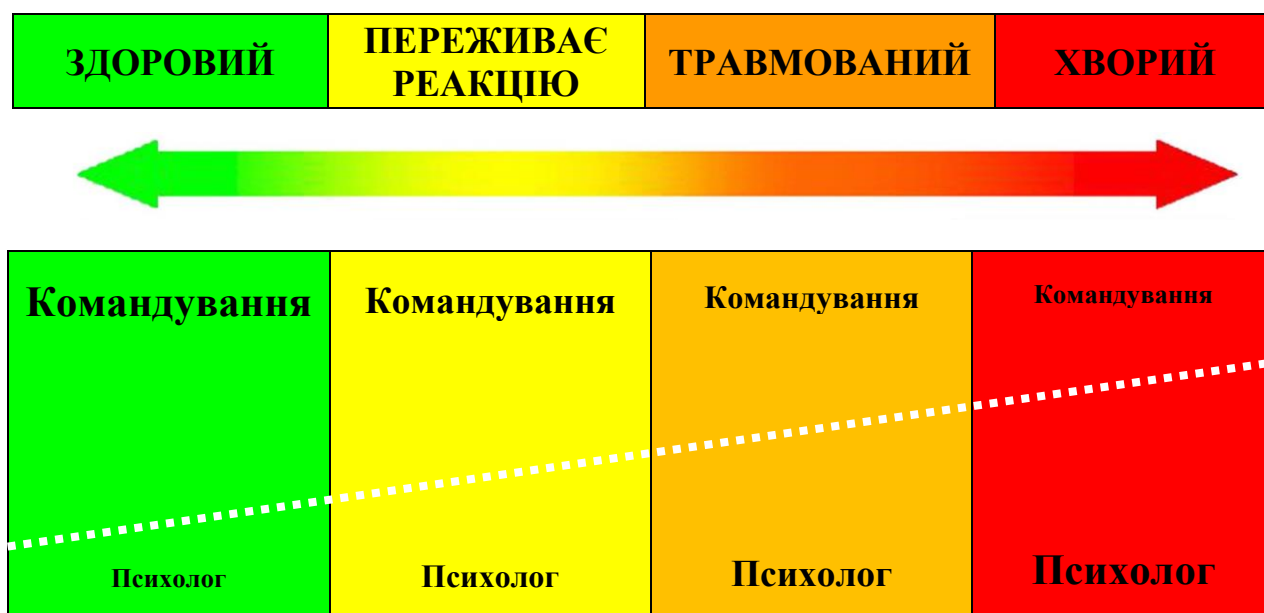 ЗДОРОВИЙ
ПЕРЕЖИВАЄ
РЕАКЦІЮ
ТРАВМОВАНИЙ
ХВОРИЙ
Командування
Командування
Командування
Командування
Психолог
Психолог
Психолог
Психолог